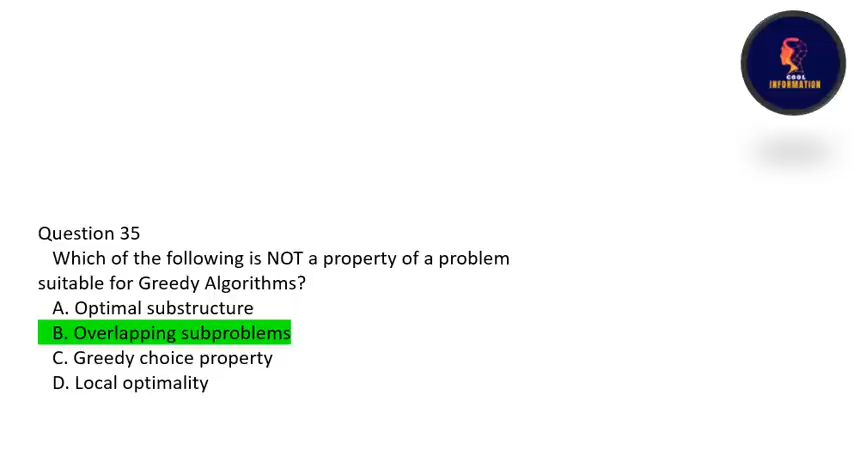 COOL
INFORMATION
Question 35
Which of the following is NOT a property of a problem
suitable for Greedy Algorithms?
A. Optimal substructure
B. Overlapping subproblems
C. Greedy choice property
D. Local optimality